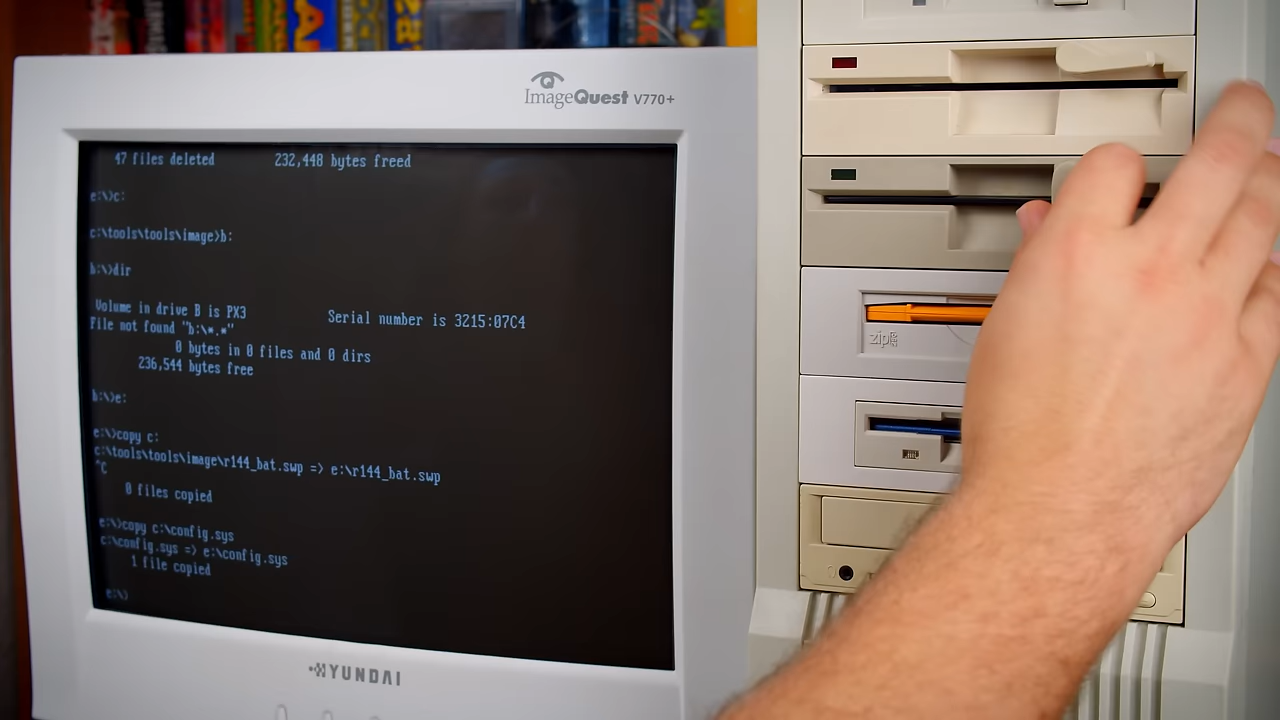 ImageQuest V770+
47 files deleted 232,448 bytes freed
e:\>c:
c:\tools\tools\image>b:
b:\>dir
Volume in drive B is PX3 Serial number is 3215:07C4
File not found "b:\*.*"
0 bytes in 0 files and 0 dirs
236,544 bytes free
b:\>e:
e:\>copy c:
c:\tools\tools\image\r144_bat.swp => e:\r144_bat.swp
^C
0 files copied
e:\>copy c:\config.sys
c:\config.sys => e:\config.sys
1 file copied
e:\>
HYUNDAI
zip